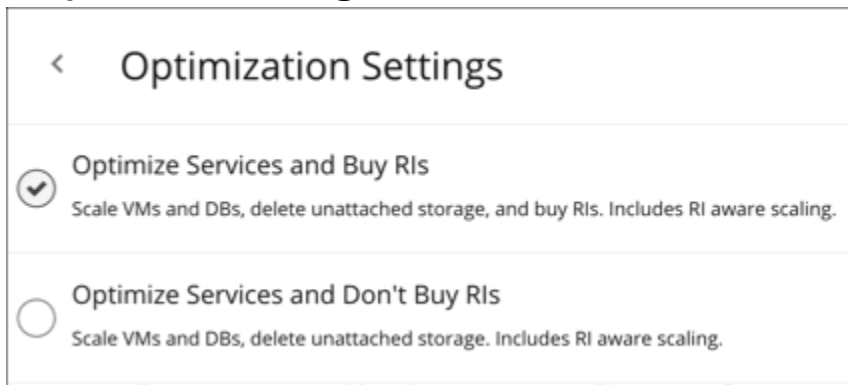 Optimization Settings
Optimize Services and Buy RIs
Scale VMs and DBs, delete unattached storage, and buy RIs. Includes RI aware scaling.
Optimize Services and Don't Buy RIs
Scale VMs and DBs, delete unattached storage. Includes RI aware scaling.